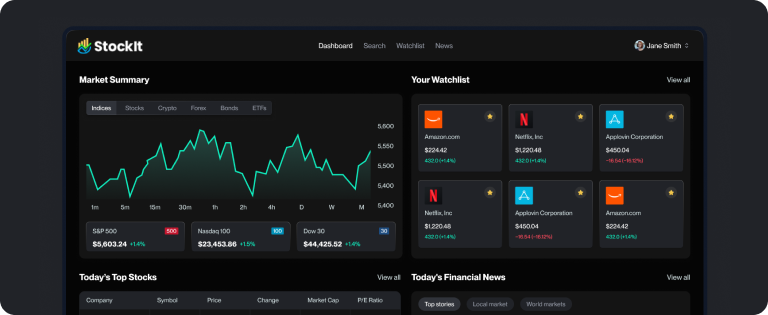 StockIt
Dashboard Search Watchlist News
Jane Smith
Market Summary
Indices Stocks Crypto Forex Bonds ETFs
5,600
5,550
5,500
5,400
5,400
1m 5m 15m 30m 1h 2h 4h D W M
S&P 500 500
$5,603.24 +1.4%
Nasdaq 100 100
$23,453.86 +1.5%
Dow 30 30
$44,425.52 +1.4%
Your Watchlist View all
Amazon.com
$224.42
432.0 (+1.4%)
Netflix, Inc
$1,220.48
432.0 (+1.4%)
Applovin Corporation
$450.04
-16.54 (-16.12%)
Netflix, Inc
$1,220.48
432.0 (+1.4%)
Applovin Corporation
$450.04
-16.54 (-16.12%)
Amazon.com
$224.42
432.0 (+1.4%)
Today's Top Stocks View all
Company Symbol Price Change Market Cap P/E Ratio
Today's Financial News View all
Top stories Local market World markets